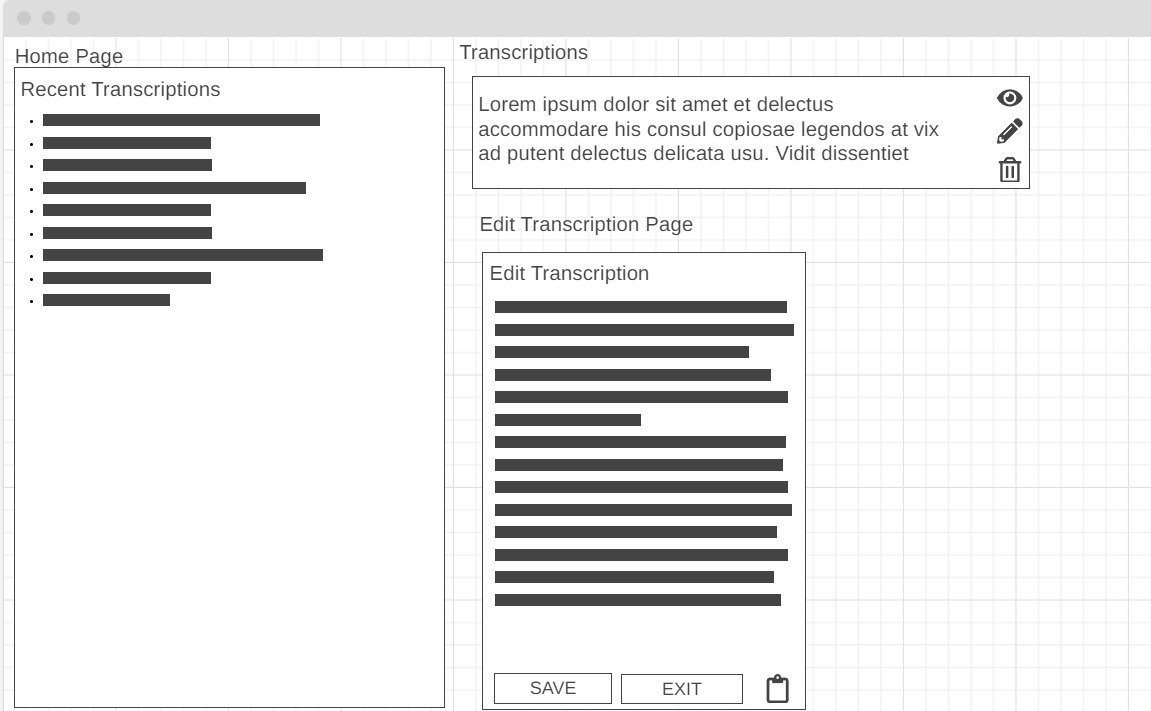 Home Page
Recent Transcriptions
Transcriptions
Lorem ipsum dolor sit amet et delectus
accommodare his consul copiosae legendos at vix
ad putent delectus delicata usu. Vidit dissentiet
Edit Transcription Page
Edit Transcription
SAVE
EXIT